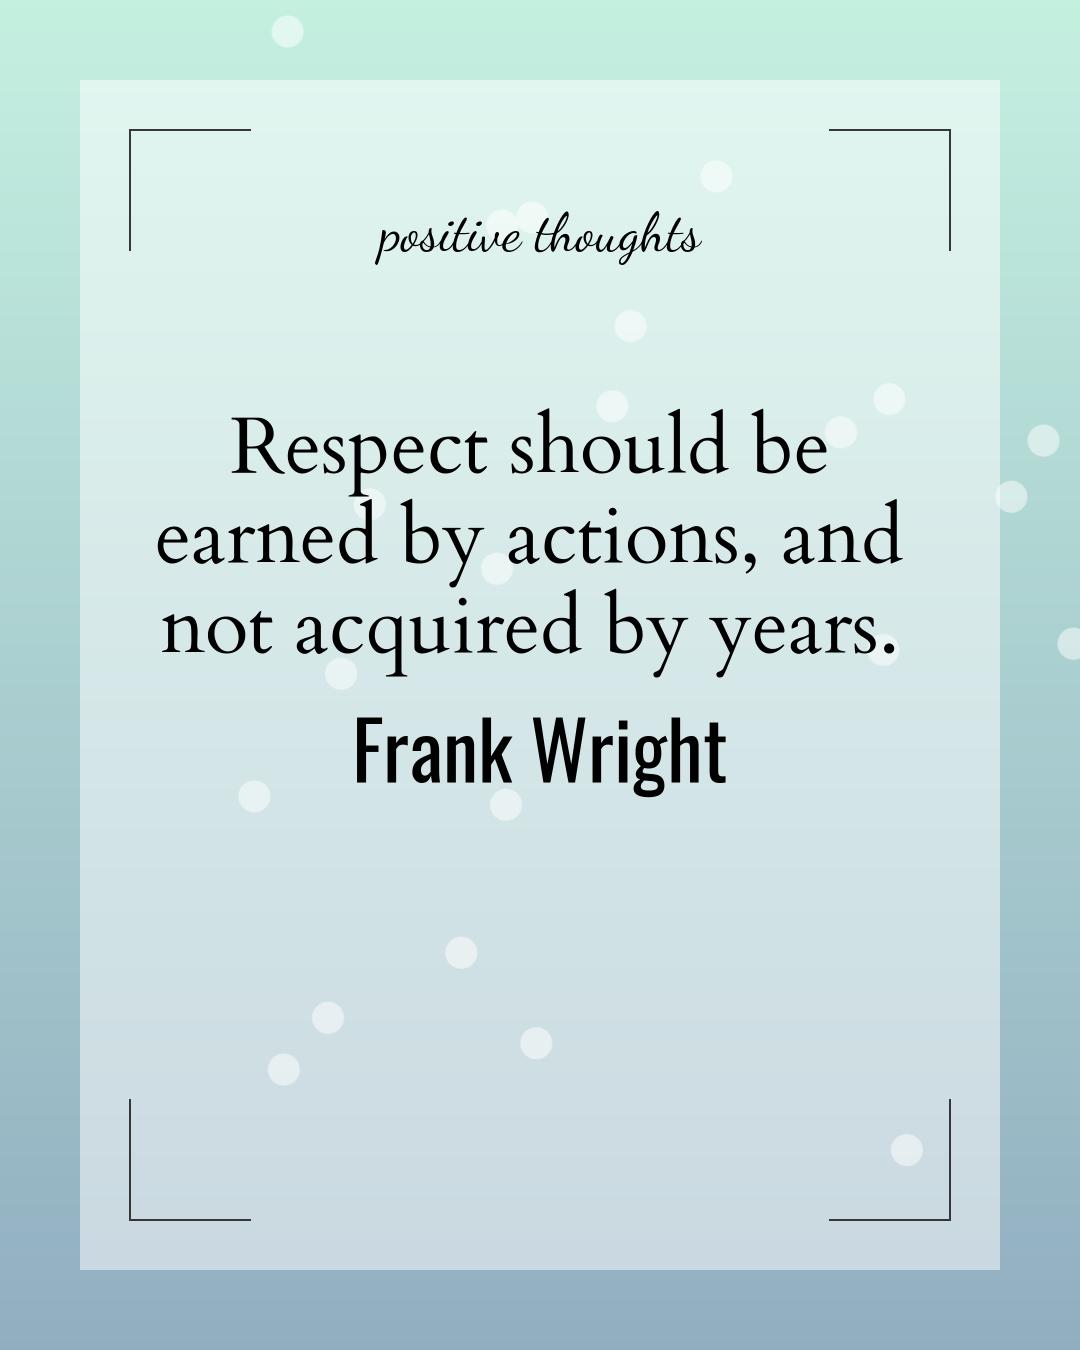 positive thoughts
Respect should be
earned by actions, and
not acquired by years.
Frank Wright